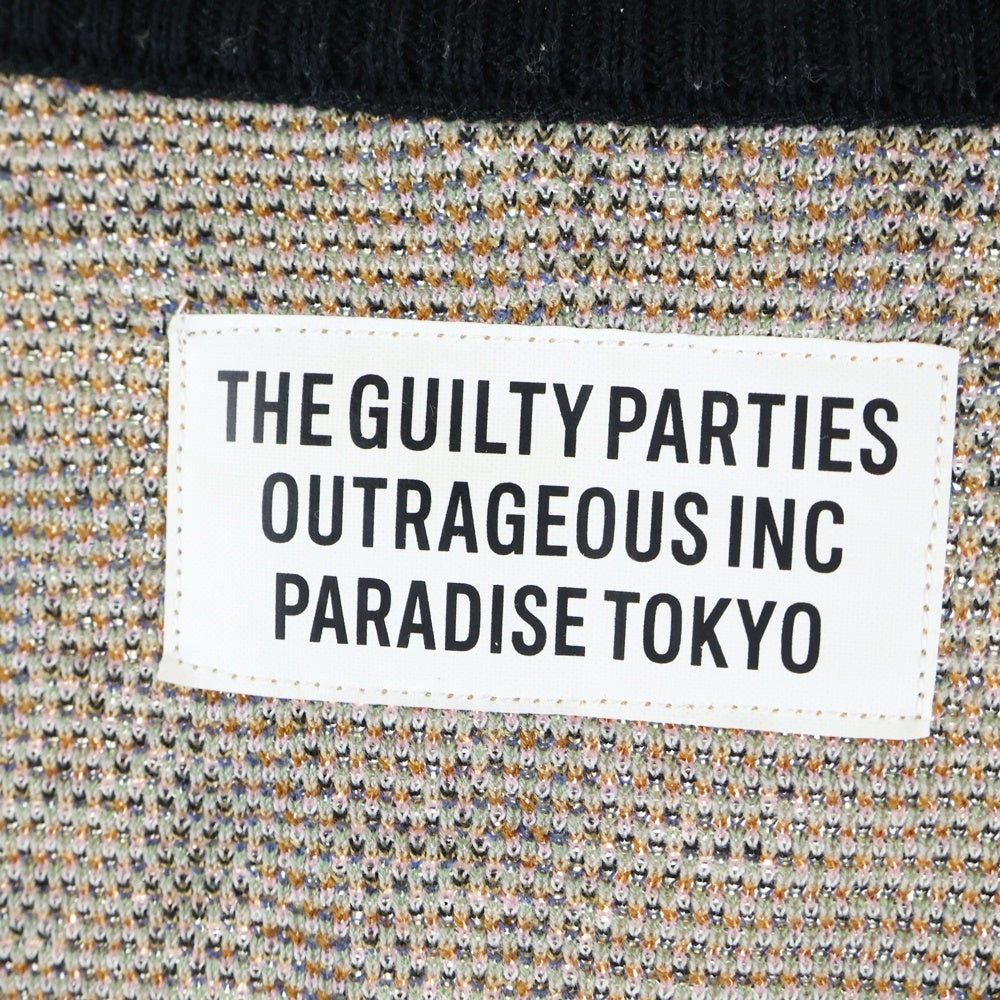 THE GUILTY PARTIES
OUTRAGEOUS INC
PARADISE TOKYO